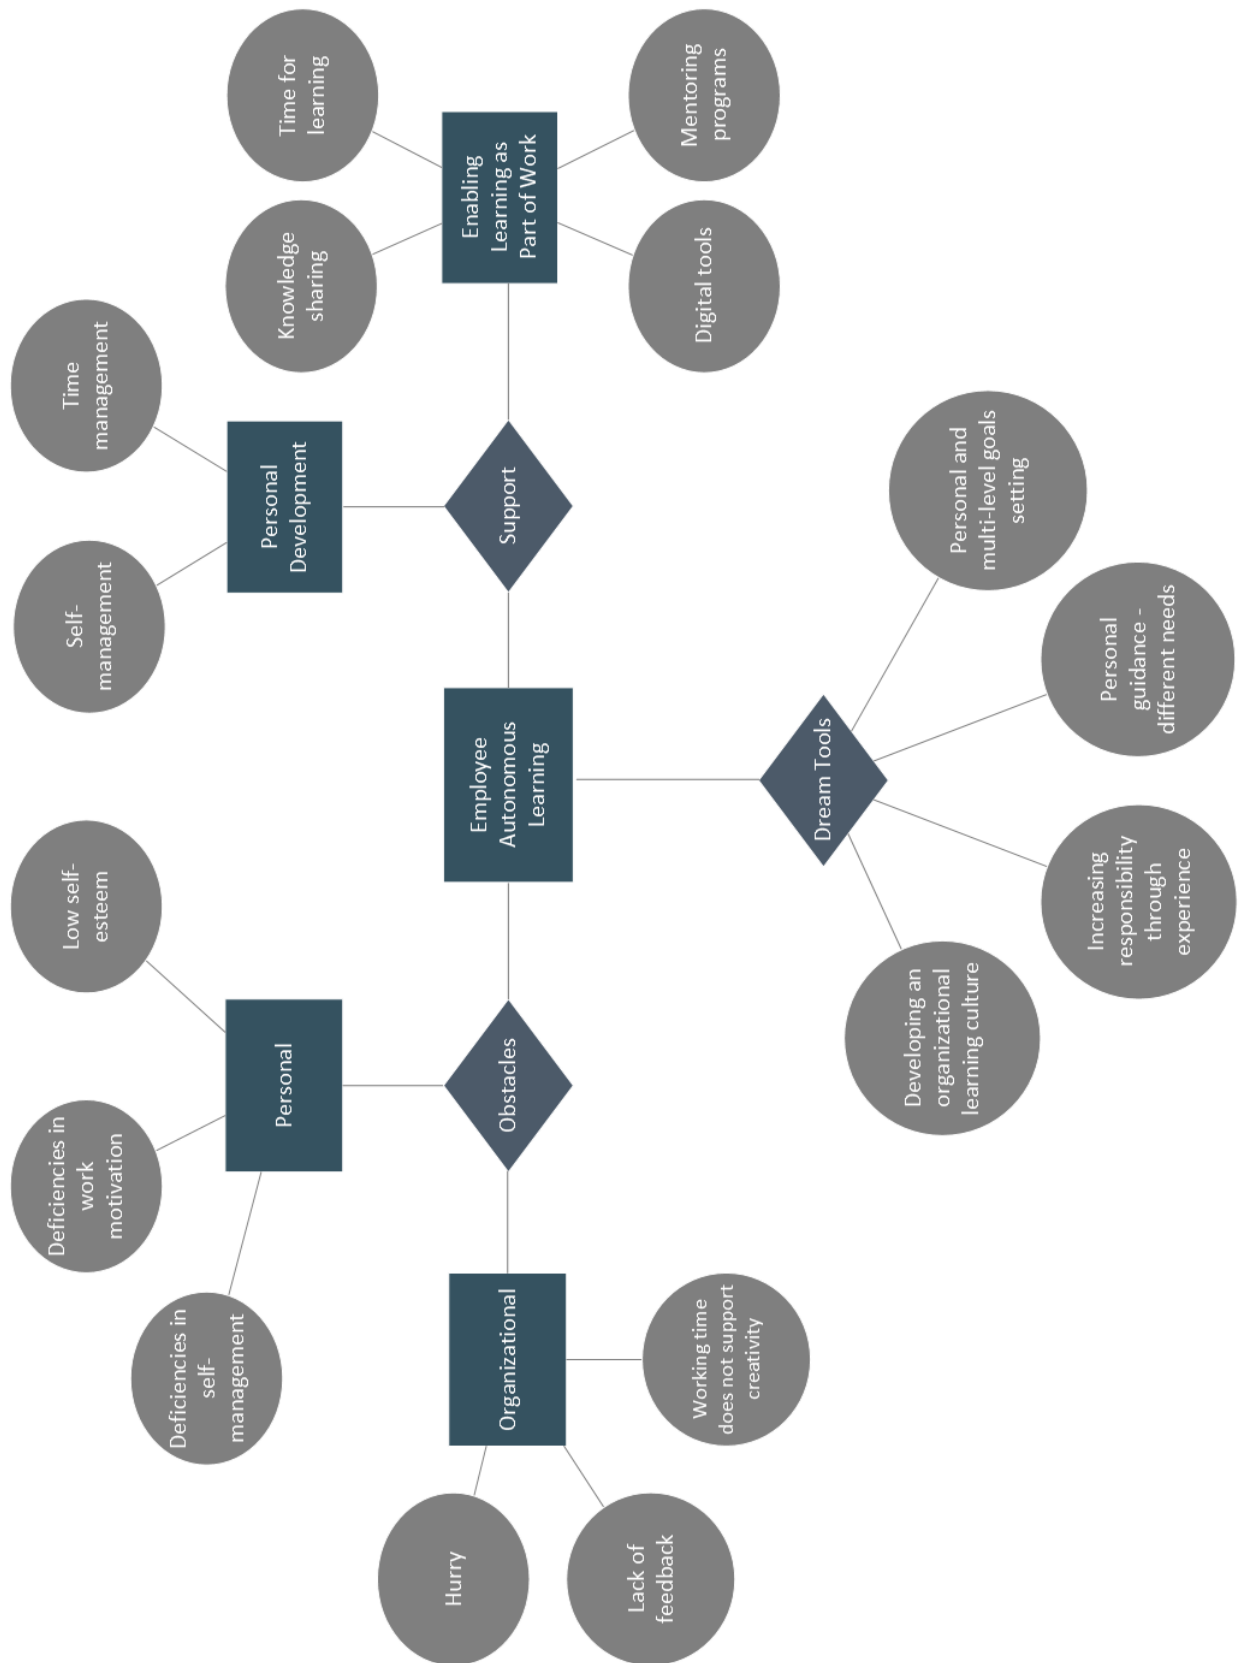 Hurry
Lack of
feedback
Organizational
Working time
does not support
creativity
Deficiencies in
self-
management
Deficiencies in
work
motivation
Low self-
esteem
Personal
Obstacles
Employee
Autonomous
Learning
Dream Tools
Developing an
organizational
learning culture
Increasing
responsibility
through
experience
Personal
guidance -
different needs
Personal and
multi-level goals
setting
Support
Personal
Development
Self-
management
Time
management
Enabling
Learning as
Part of Work
Knowledge
sharing
Time for
learning
Digital tools
Mentoring
programs